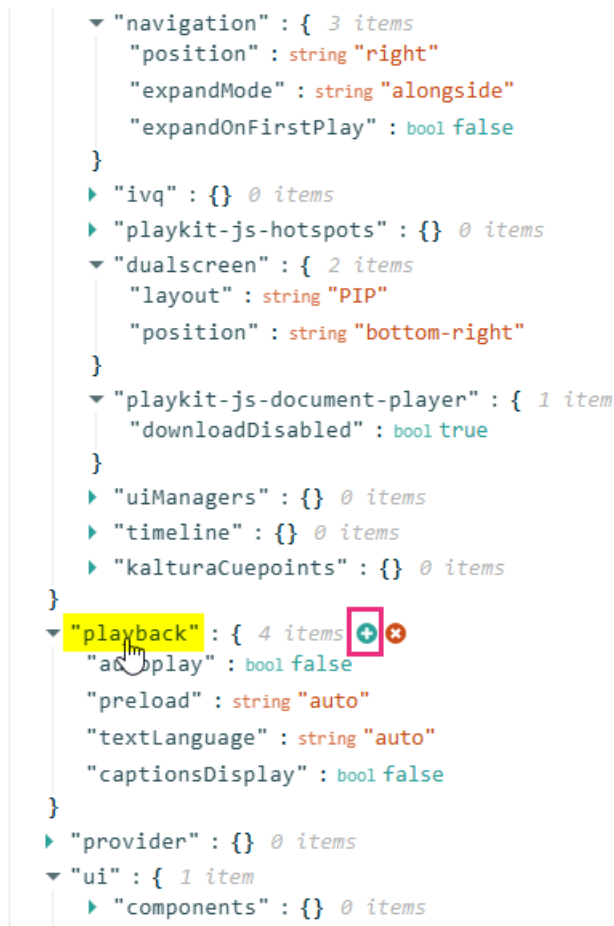 "navigation" : { 3 items
"position" : string "right"
"expandMode" : string "alongside"
"expandOnFirstPlay" : bool false
}
"ivq" : {} 0 items
"playkit-js-hotspots" : {} 0 items
"dualscreen" : { 2 items
"layout" : string "PIP"
"position" : string "bottom-right"
}
"playkit-js-document-player" : { 1 item
"downloadDisabled" : bool true
}
"uiManagers" : {} 0 items
"timeline" : {} 0 items
"kalturaCuepoints" : {} 0 items
}
"playback" : { 4 items
"autoplay" : bool false
"preload" : string "auto"
"textLanguage" : string "auto"
"captionsDisplay" : bool false
}
"provider" : {} 0 items
"ui" : { 1 item
"components" : {} 0 items